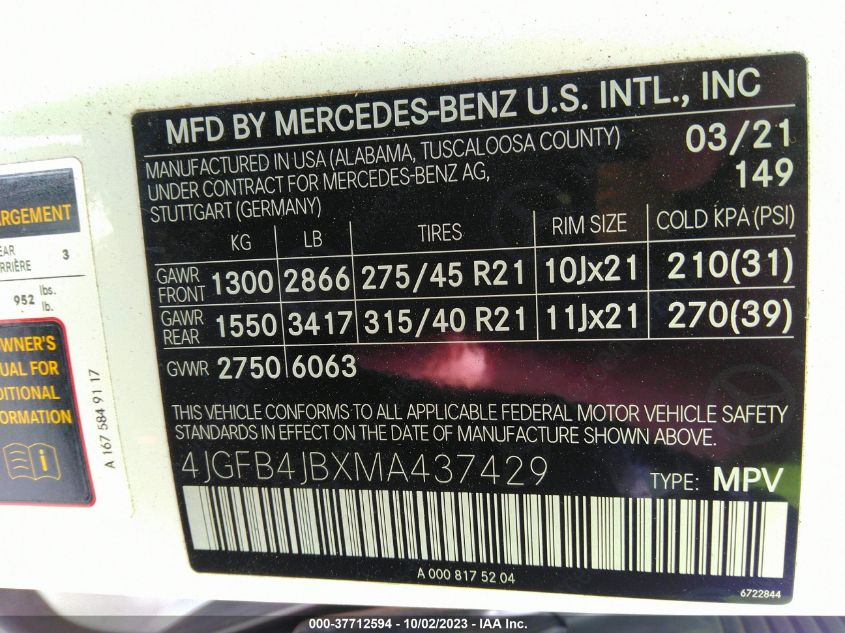 MFD BY MERCEDES-BENZ U.S. INTL., INC
MANUFACTURED IN USA (ALABAMA, TUSCALOOSA COUNTY) 03/21
UNDER CONTRACT FOR MERCEDES-BENZ AG, 149
STUTTGART (GERMANY)
KG LB TIRES RIM SIZE COLD KPA (PSI)
GAWR FRONT 1300 2866 275/45 R21 10Jx21 210(31)
GAWR REAR 1550 3417 315/40 R21 11Jx21 270(39)
GVWR 2750 6063
THIS VEHICLE CONFORMS TO ALL APPLICABLE FEDERAL MOTOR VEHICLE SAFETY
STANDARDS IN EFFECT ON THE DATE OF MANUFACTURE SHOWN ABOVE.
4JGFB4JBXMA437429 TYPE: MPV
A 000 817 52 04
6722844
ARGEMENT
EAR
RRIÈRE 3
952 lbs.
lb.
OWNER'S
UAL FOR
DITIONAL
ORMATION
A 167 584 91 17
000-37712594 - 10/02/2023 - IAA Inc.